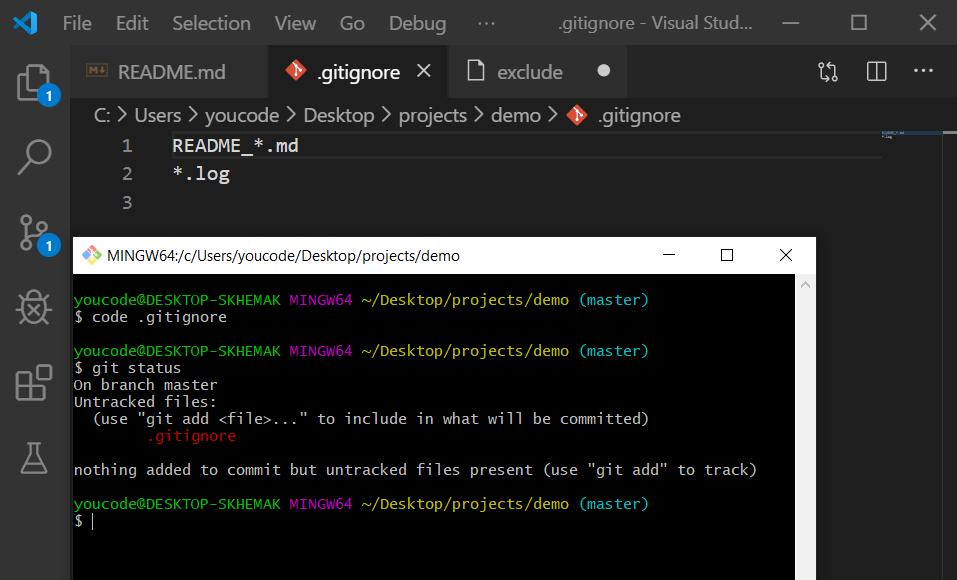 File Edit Selection View Go Debug ··· .gitignore - Visual Stud...
README.md .gitignore exclude
C: > Users > youcode > Desktop > projects > demo > .gitignore
1 README_*.md
2 *.log
3
1
1
MINGW64:/c/Users/youcode/Desktop/projects/demo
youcode@DESKTOP-SKHEMAK MINGW64 ~/Desktop/projects/demo (master)
$ code .gitignore
youcode@DESKTOP-SKHEMAK MINGW64 ~/Desktop/projects/demo (master)
$ git status
On branch master
Untracked files:
(use "git add <file>..." to include in what will be committed)
.gitignore
nothing added to commit but untracked files present (use "git add" to track)
youcode@DESKTOP-SKHEMAK MINGW64 ~/Desktop/projects/demo (master)
$